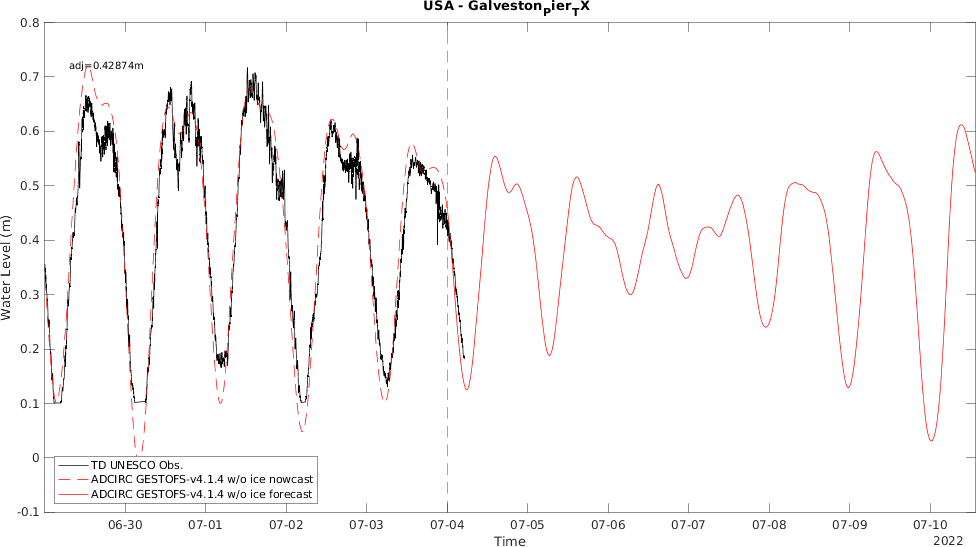 USA - GalvestonPierTX
adj=0.42874m
0.8
0.7
0.6
0.5
0.4
0.3
0.2
0.1
0
-0.1
Water Level (m)
TD UNESCO Obs.
ADCIRC GESTOFS-v4.1.4 w/o ice nowcast
ADCIRC GESTOFS-v4.1.4 w/o ice forecast
06-30 07-01 07-02 07-03 07-04 07-05 07-06 07-07 07-08 07-09 07-10
Time
2022